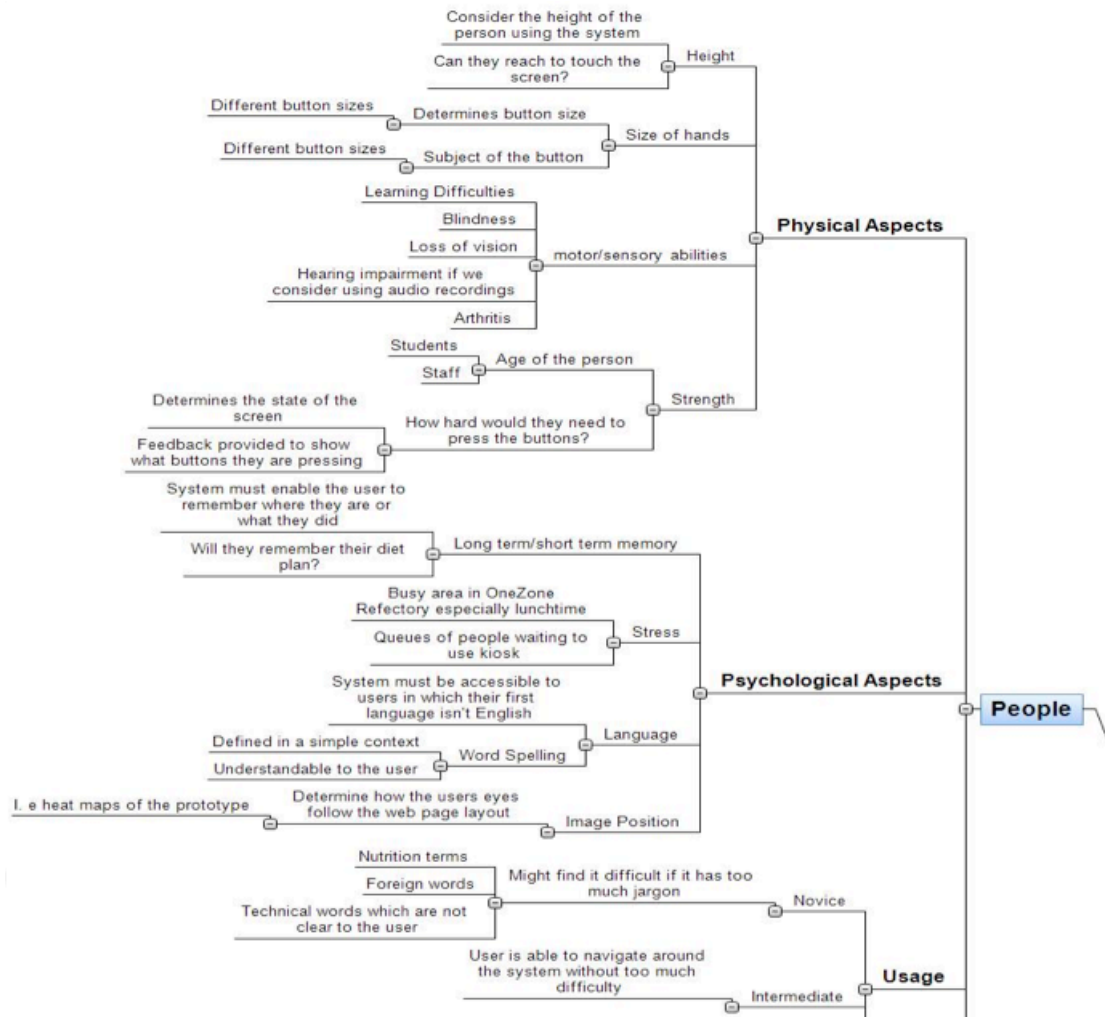 Consider the height of the
person using the system
Can they reach to touch the
screen?
Height
Different button sizes
Determines button size
Different button sizes
Subject of the button
Size of hands
Learning Difficulties
Blindness
Loss of vision
Hearing impairment if we
consider using audio recordings
Arthritis
motor/sensory abilities
Physical Aspects
Students
Staff
Age of the person
Determines the state of the
screen
Feedback provided to show
what buttons they are pressing
How hard would they need to
press the buttons?
Strength
System must enable the user to
remember where they are or
what they did
Will they remember their diet
plan?
Long term/short term memory
Busy area in OneZone
Refectory especially lunchtime
Queues of people waiting to
use kiosk
Stress
Psychological Aspects
People
System must be accessible to
users in which their first
language isn't English
Defined in a simple context
Understandable to the user
Word Spelling
Language
I. e heat maps of the prototype
Determine how the users eyes
follow the web page layout
Image Position
Nutrition terms
Foreign words
Technical words which are not
clear to the user
Might find it difficult if it has too
much jargon
Novice
User is able to navigate around
the system without too much
difficulty
Intermediate
Usage